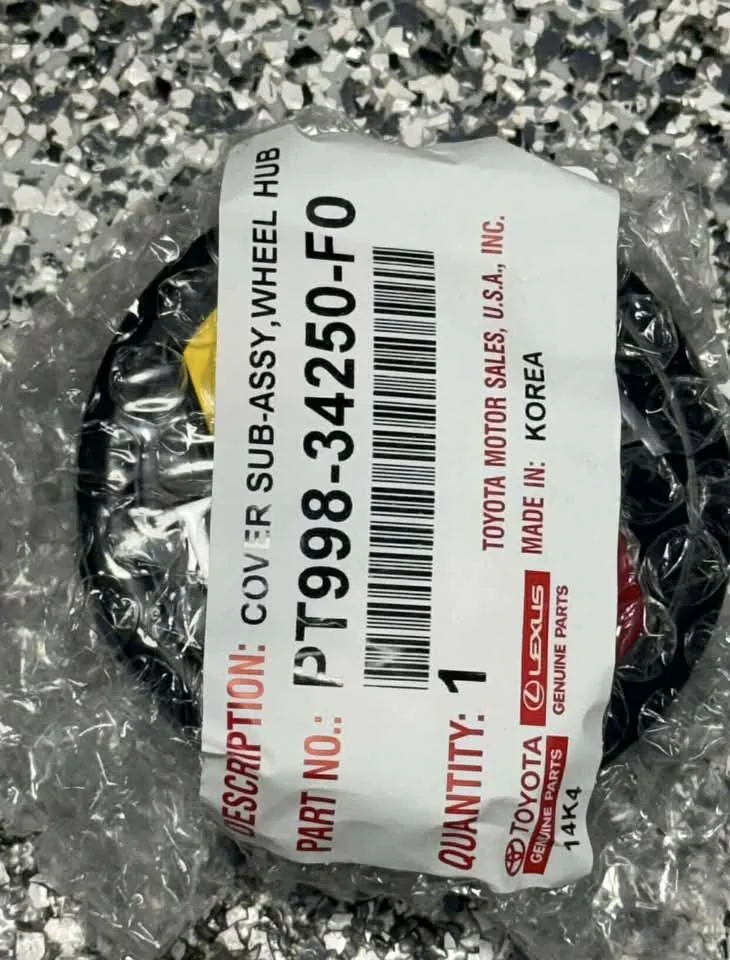 DESCRIPTION: COVER SUB-ASSY,WHEEL HUB
PART NO.: PT998-34250-F0
QUANTITY: 1
TOYOTA MOTOR SALES, U.S.A., INC.
MADE IN: KOREA
TOYOTA
GENUINE PARTS
LEXUS
GENUINE PARTS
14K4